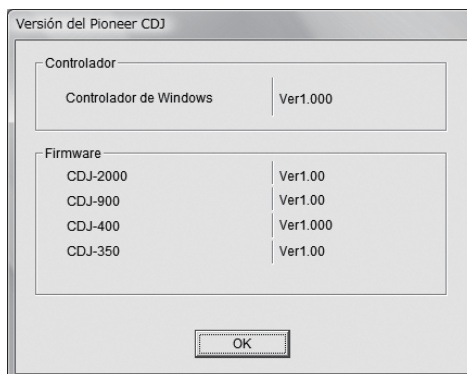 Versión del Pioneer CDJ
Controlador
Controlador de Windows Ver1.000
Firmware
CDJ-2000 Ver1.00
CDJ-900 Ver1.00
CDJ-400 Ver1.000
CDJ-350 Ver1.00
OK